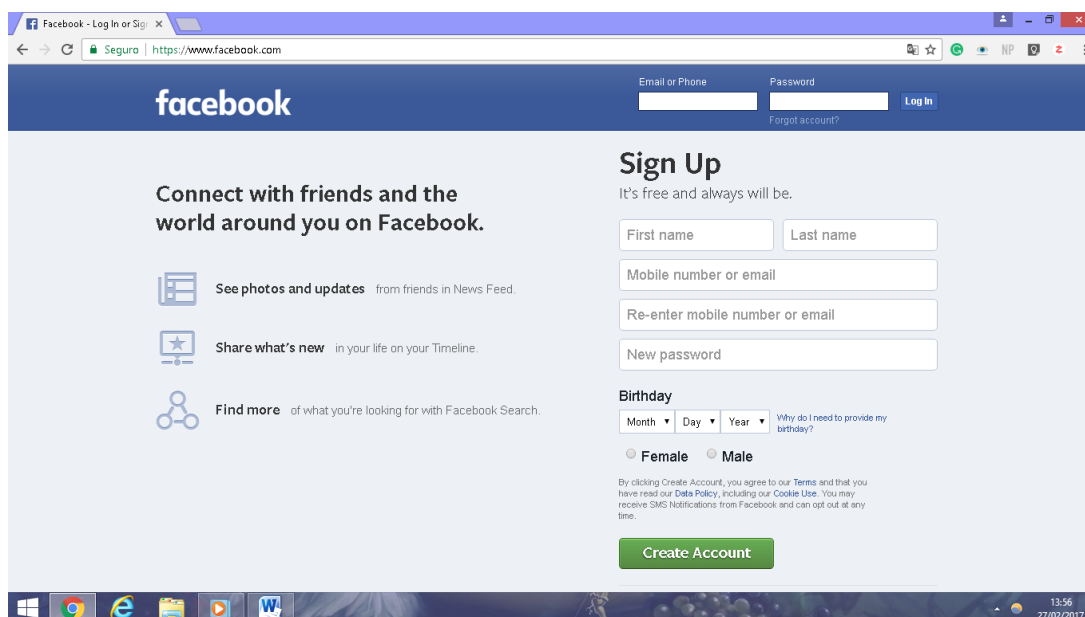 Facebook - Log In or Sig
Seguro https://www.facebook.com
NP
facebook
Email or Phone Password
Log In
Forgot account?
Connect with friends and the
world around you on Facebook.
See photos and updates from friends in News Feed.
Share what's new in your life on your Timeline.
Find more of what you're looking for with Facebook Search.
Sign Up
It's free and always will be.
First name Last name
Mobile number or email
Re-enter mobile number or email
New password
Birthday
Month Day Year Why do I need to provide my
birthday?
Female Male
By clicking Create Account, you agree to our Terms and that you
have read our Data Policy, including our Cookie Use. You may
receive SMS Notifications from Facebook and can opt out at any
time.
Create Account
13:56
27/02/2017